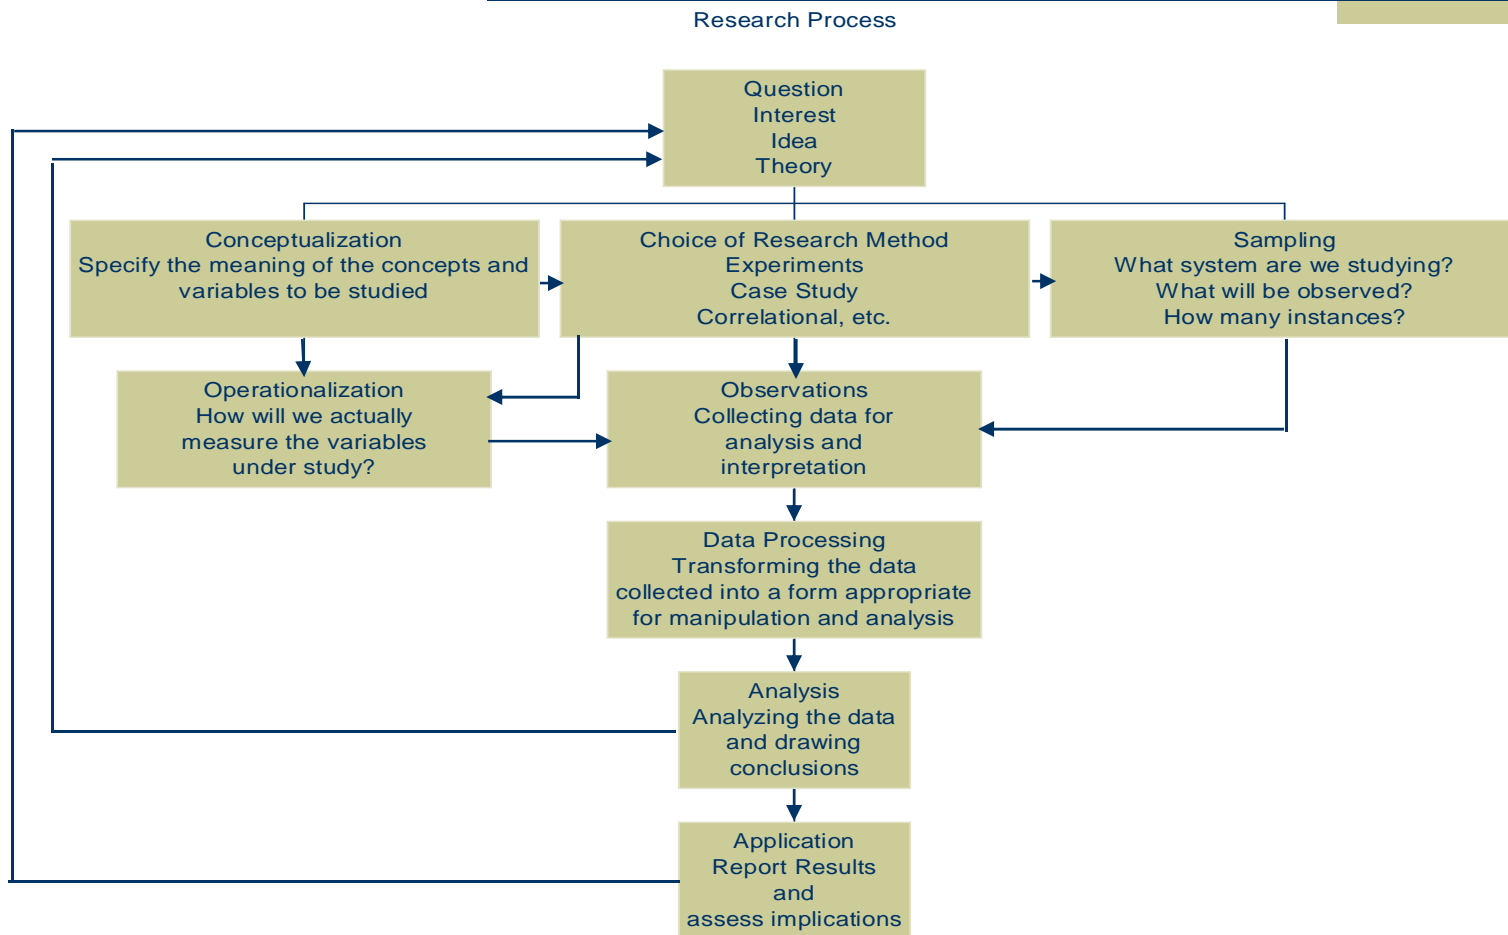 Research Process
Question
Interest
Idea
Theory
Conceptualization
Specify the meaning of the concepts and
variables to be studied
Choice of Research Method
Experiments
Case Study
Correlational, etc.
Sampling
What system are we studying?
What will be observed?
How many instances?
Operationalization
How will we actually
measure the variables
under study?
Observations
Collecting data for
analysis and
interpretation
Data Processing
Transforming the data
collected into a form appropriate
for manipulation and analysis
Analysis
Analyzing the data
and drawing
conclusions
Application
Report Results
and
assess implications